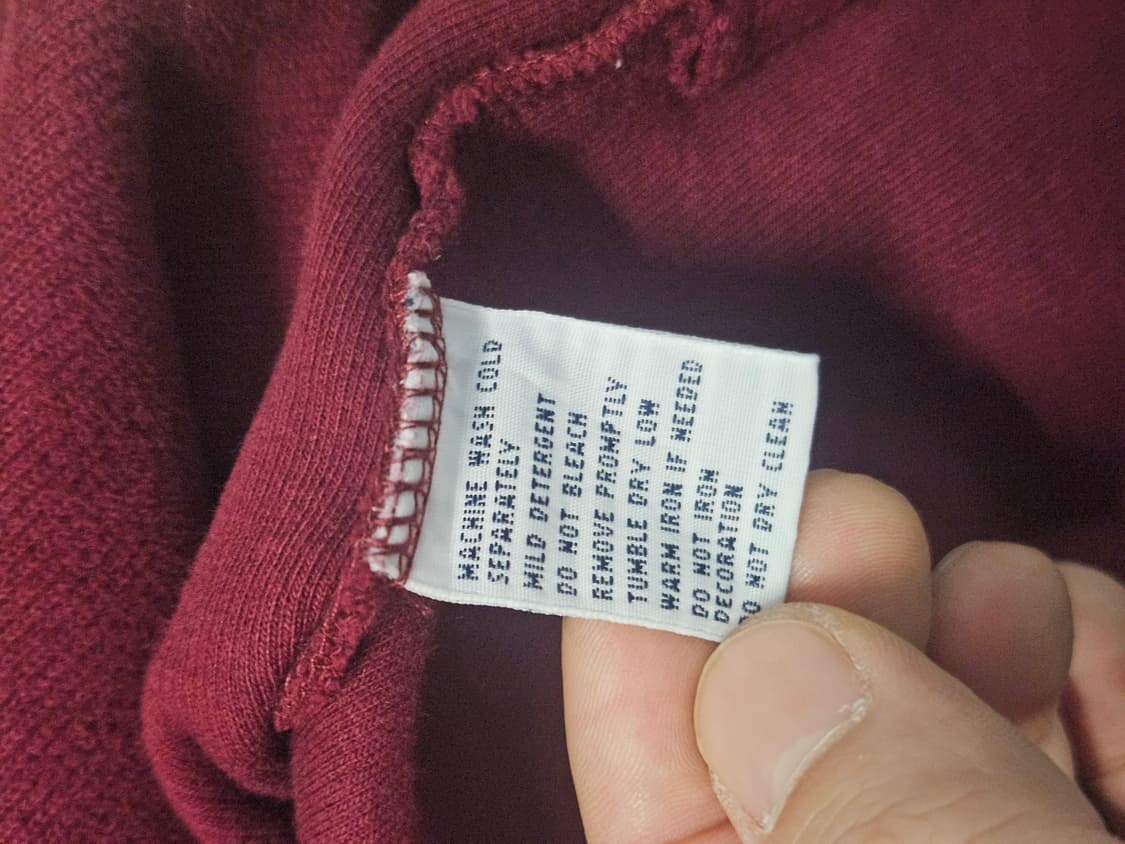 MACHINE WASH COLD
SEPARATELY
MILD DETERGENT
DO NOT BLEACH
REMOVE PROMPTLY
TUMBLE DRY LOW
WARM IRON IF NEEDED
DO NOT IRON
DECORATION
DO NOT DRY CLEAN